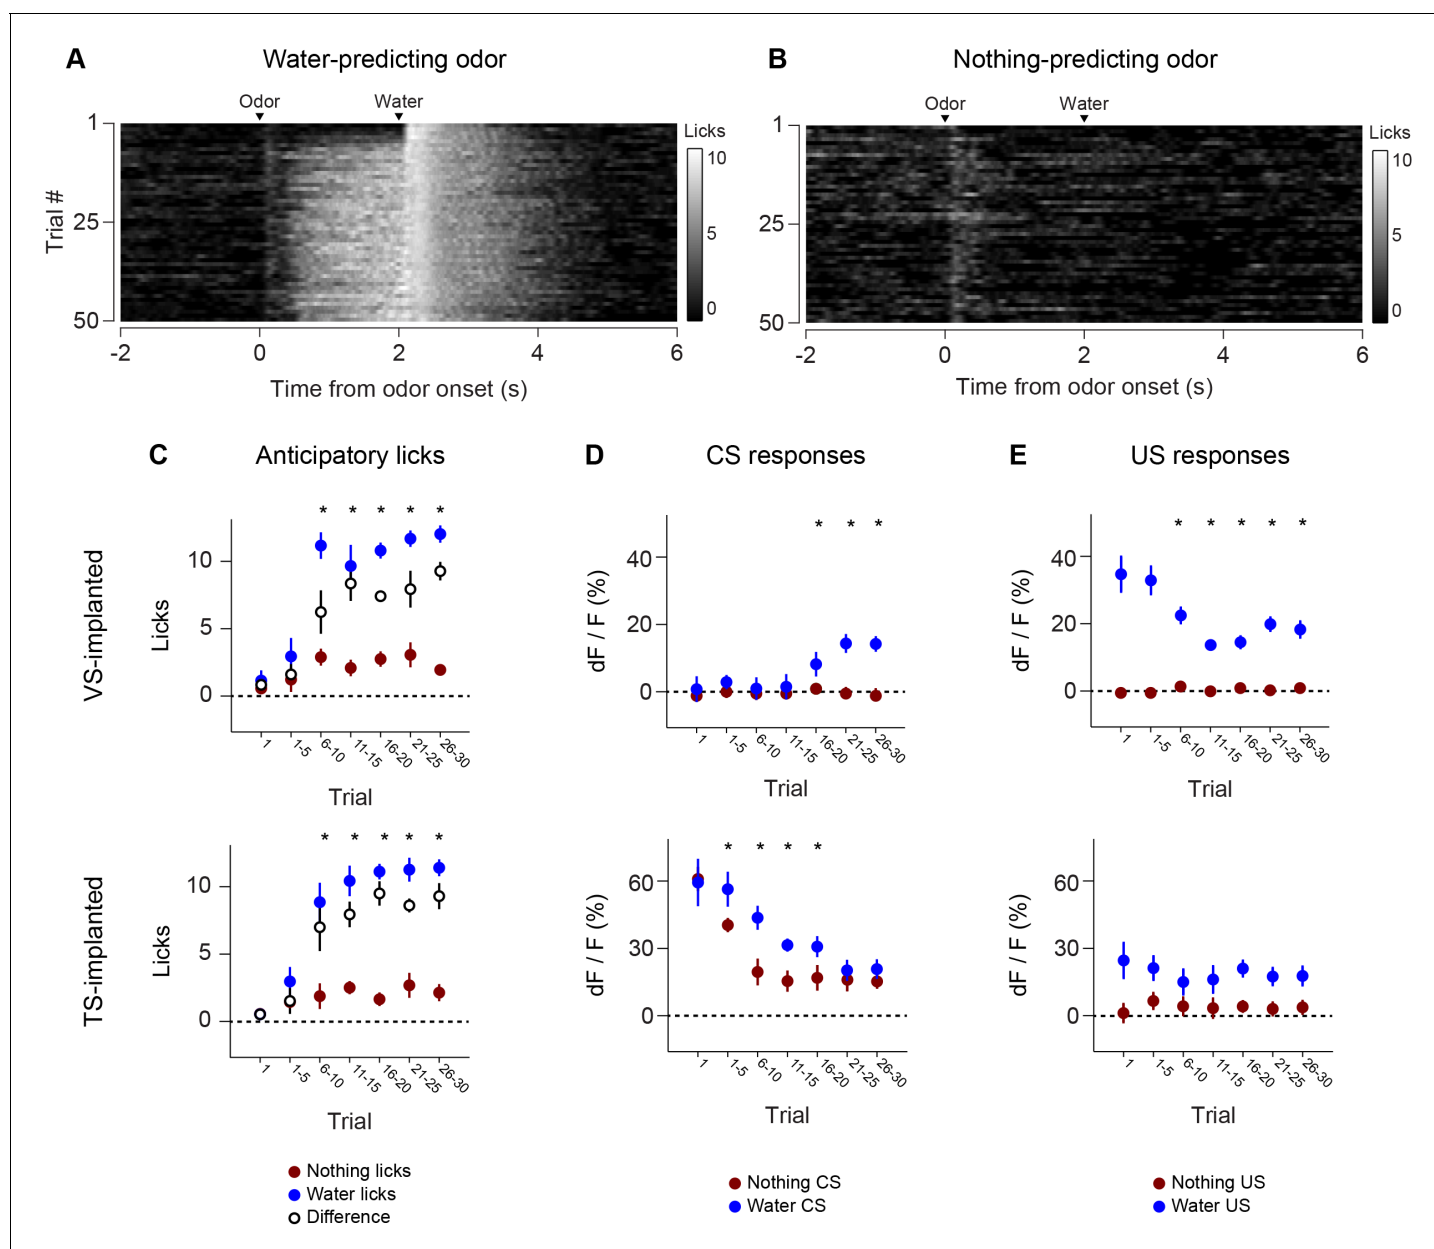 A
Water-predicting odor
Odor
Water
Licks
1
25
50
Trial #
10
5
0
-2
0
2
4
6
Time from odor onset (s)
B
Nothing-predicting odor
Odor
Water
Licks
1
25
50
10
5
0
-2
0
2
4
6
Time from odor onset (s)
VS-implanted
C
Anticipatory licks
* * * * *
10
5
0
Licks
1
1-5
6-10
11-15
16-20
21-25
26-30
Trial
D
CS responses
* * *
40
20
0
dF / F (%)
1
1-5
6-10
11-15
16-20
21-25
26-30
Trial
E
US responses
* * * * *
40
20
0
dF / F (%)
1
1-5
6-10
11-15
16-20
21-25
26-30
Trial
TS-implanted
* * * * *
10
5
0
Licks
1
1-5
6-10
11-15
16-20
21-25
26-30
Trial
Nothing licks
Water licks
Difference
* * * *
60
30
0
dF / F (%)
1
1-5
6-10
11-15
16-20
21-25
26-30
Trial
Nothing CS
Water CS
60
30
0
dF / F (%)
1
1-5
6-10
11-15
16-20
21-25
26-30
Trial
Nothing US
Water US